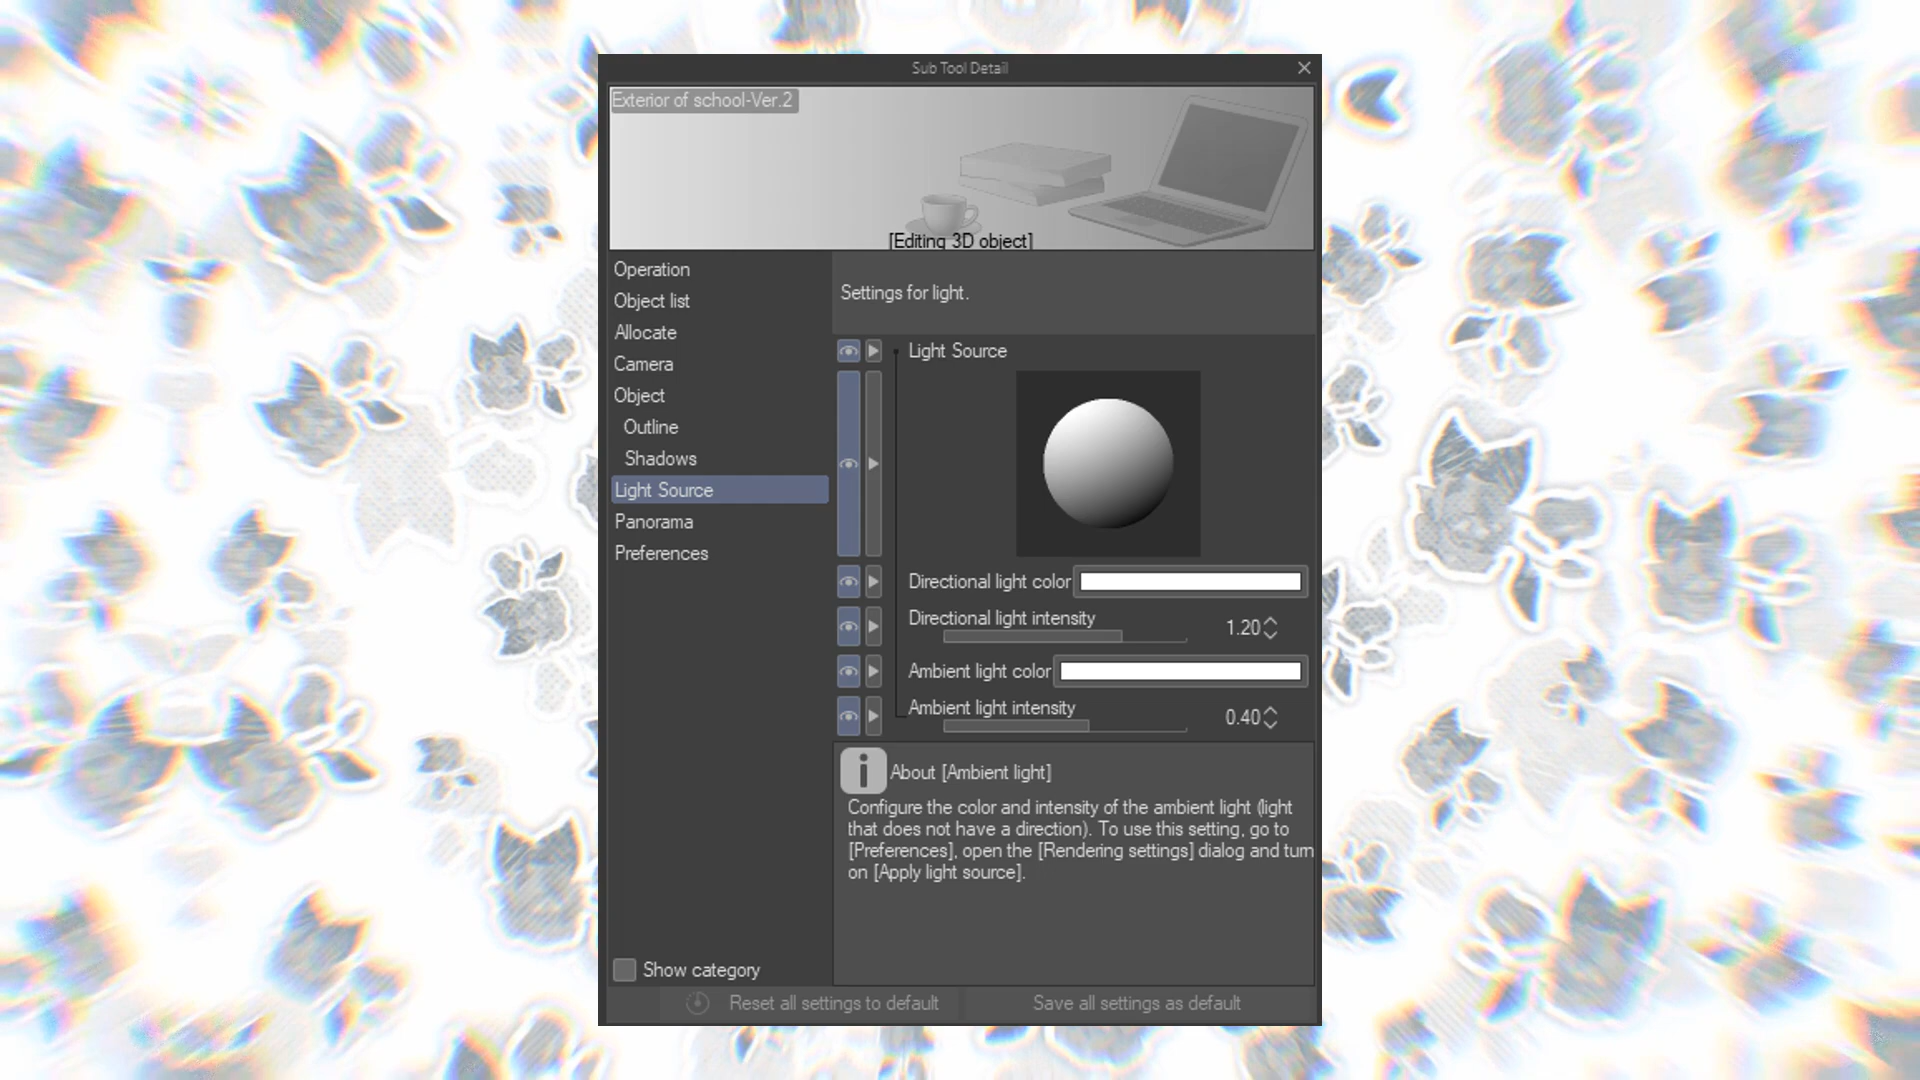 Sub Tool Detail
Exterior of school-Ver.2
[Editing 3D object]
Operation
Object list
Allocate
Camera
Object
Outline
Shadows
Light Source
Panorama
Preferences
Show category
Settings for light.
Light Source
Directional light color
Directional light intensity
1.20
Ambient light color
Ambient light intensity
0.40
About [Ambient light]
Configure the color and intensity of the ambient light (light
that does not have a direction). To use this setting, go to
[Preferences], open the [Rendering settings] dialog and turn
on [Apply light source].
Reset all settings to default
Save all settings as default